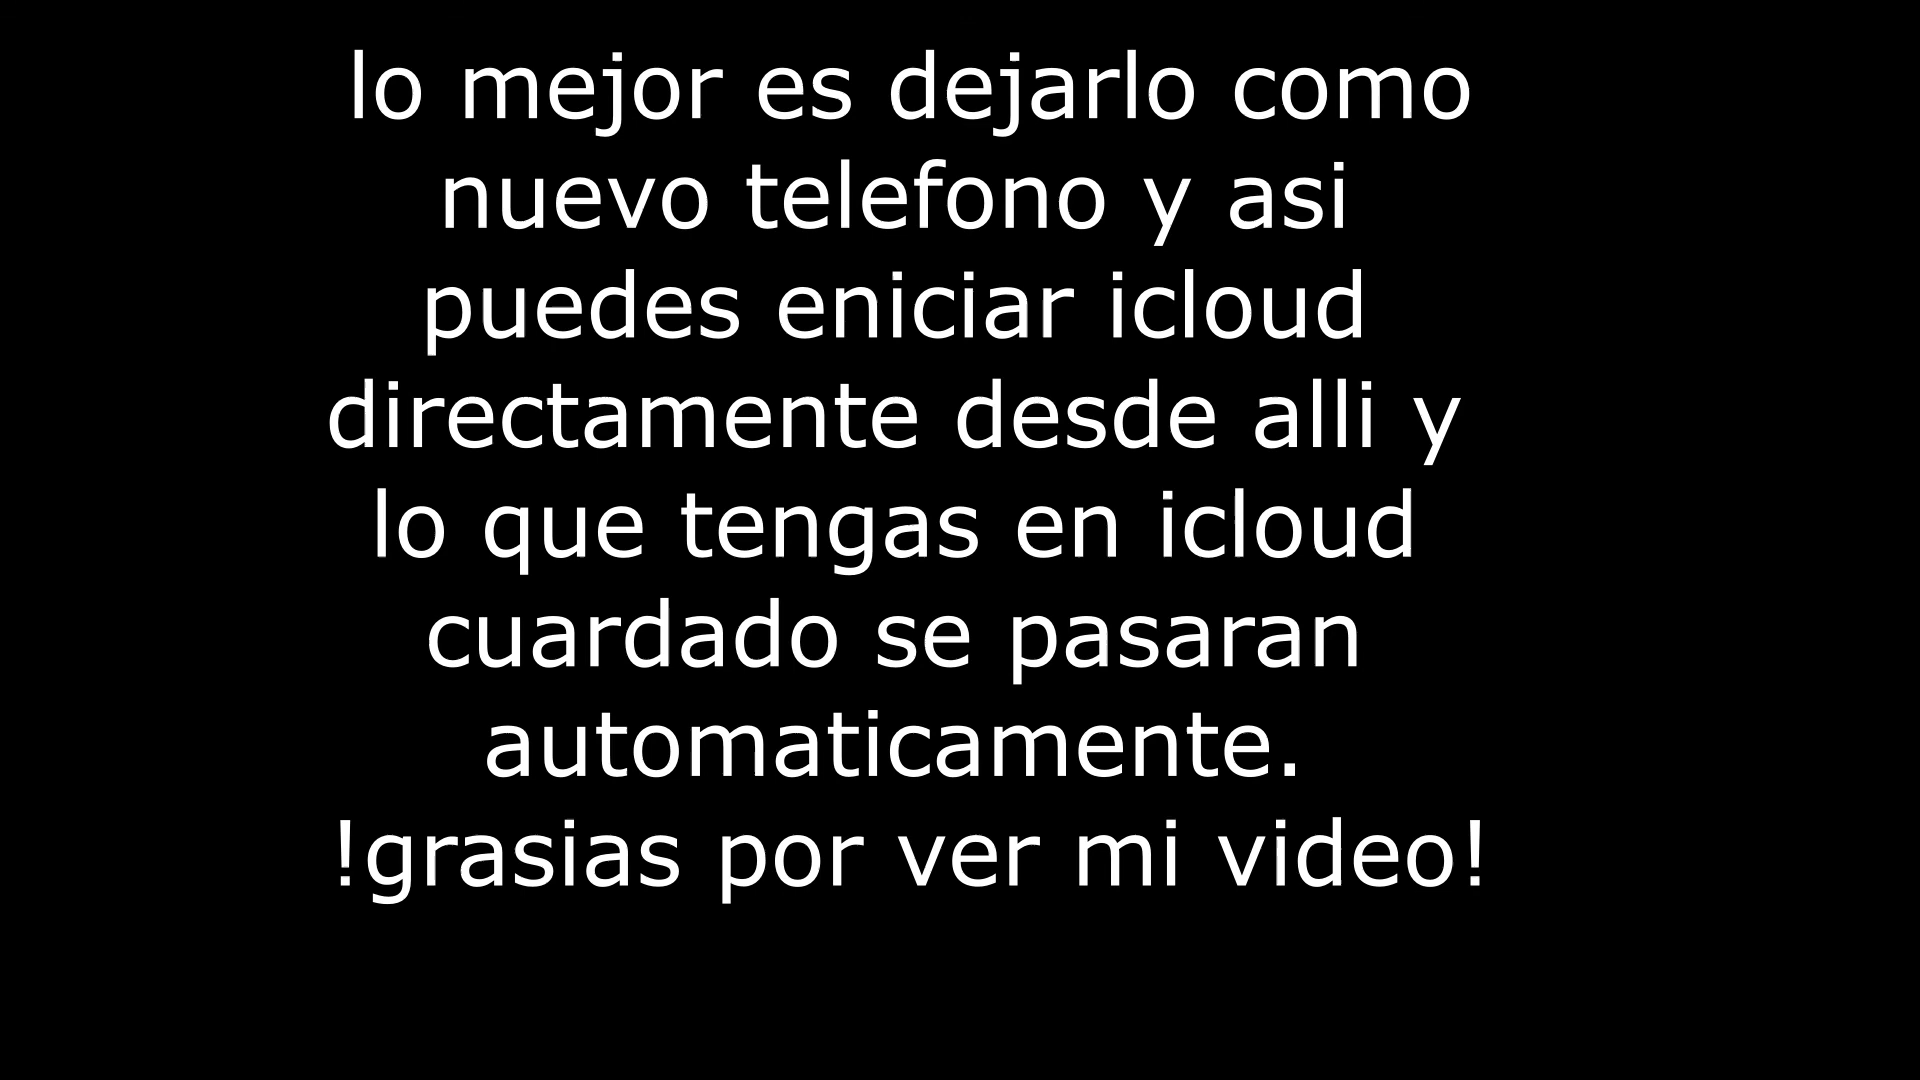 lo mejor es dejarlo como
nuevo telefono y asi
puedes eniciar icloud
directamente desde alli y
lo que tengas en icloud
cuardado se pasaran
automaticamente.
!grasias por ver mi video!